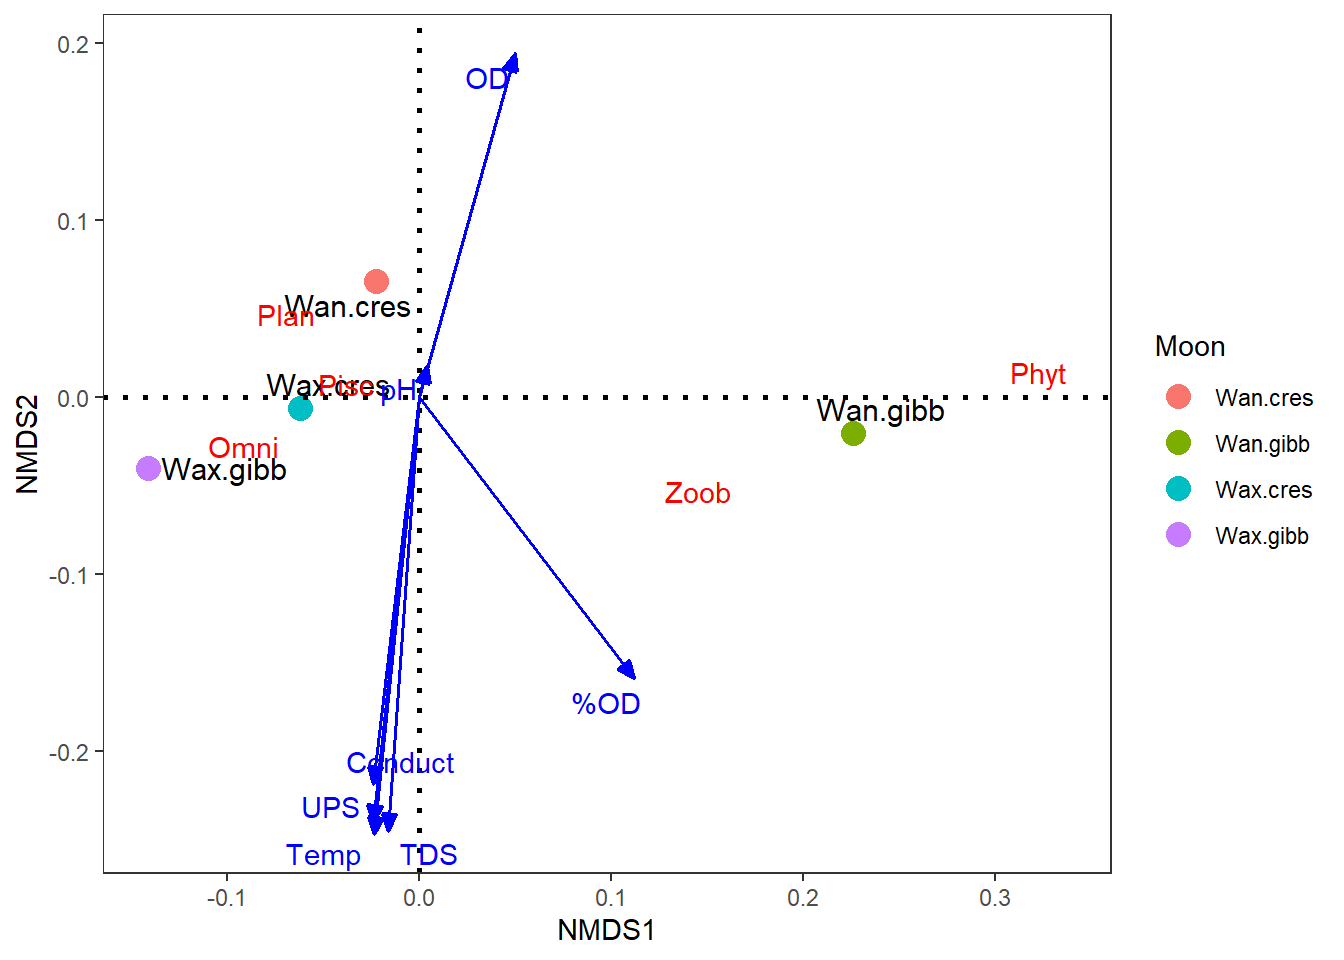 0.2
OD
0.1
Wan.cres
Plan
Moon
Phyt
Wax.cres
Pisc
pH
0.0
Wan.cres
Wan.gibb
NMDS2
Omni
Wan.gibb
Wax.gibb
Zoob
Wax.cres
Wax.gibb
-0.1
%OD
-0.2
Conduct
UPS
Temp
TDS
-0.1
0.0
0.1
0.2
0.3
NMDS1